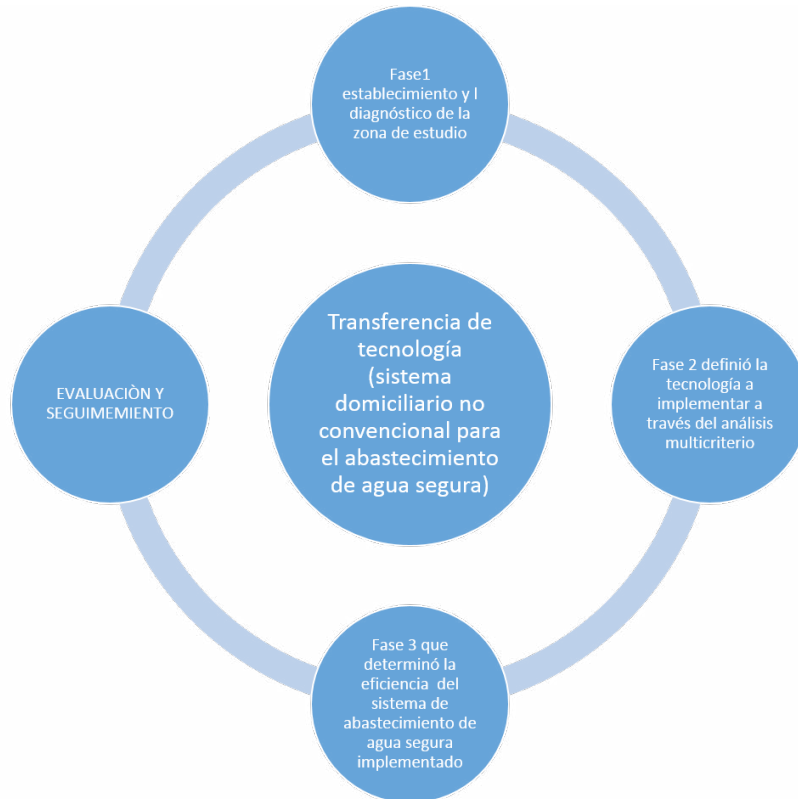 Fase1
establecimiento y l
diagnóstico de la
zona de estudio
Transferencia de
tecnología
(sistema
domiciliario no
convencional para
el abastecimiento
de agua segura)
Fase 2 definió la
tecnología a
implementar a
través del análisis
multicriterio
Fase 3 que
determinó la
eficiencia  del
sistema de
abastecimiento de
agua segura
implementado
EVALUACIÒN Y
SEGUIMEMIENTO